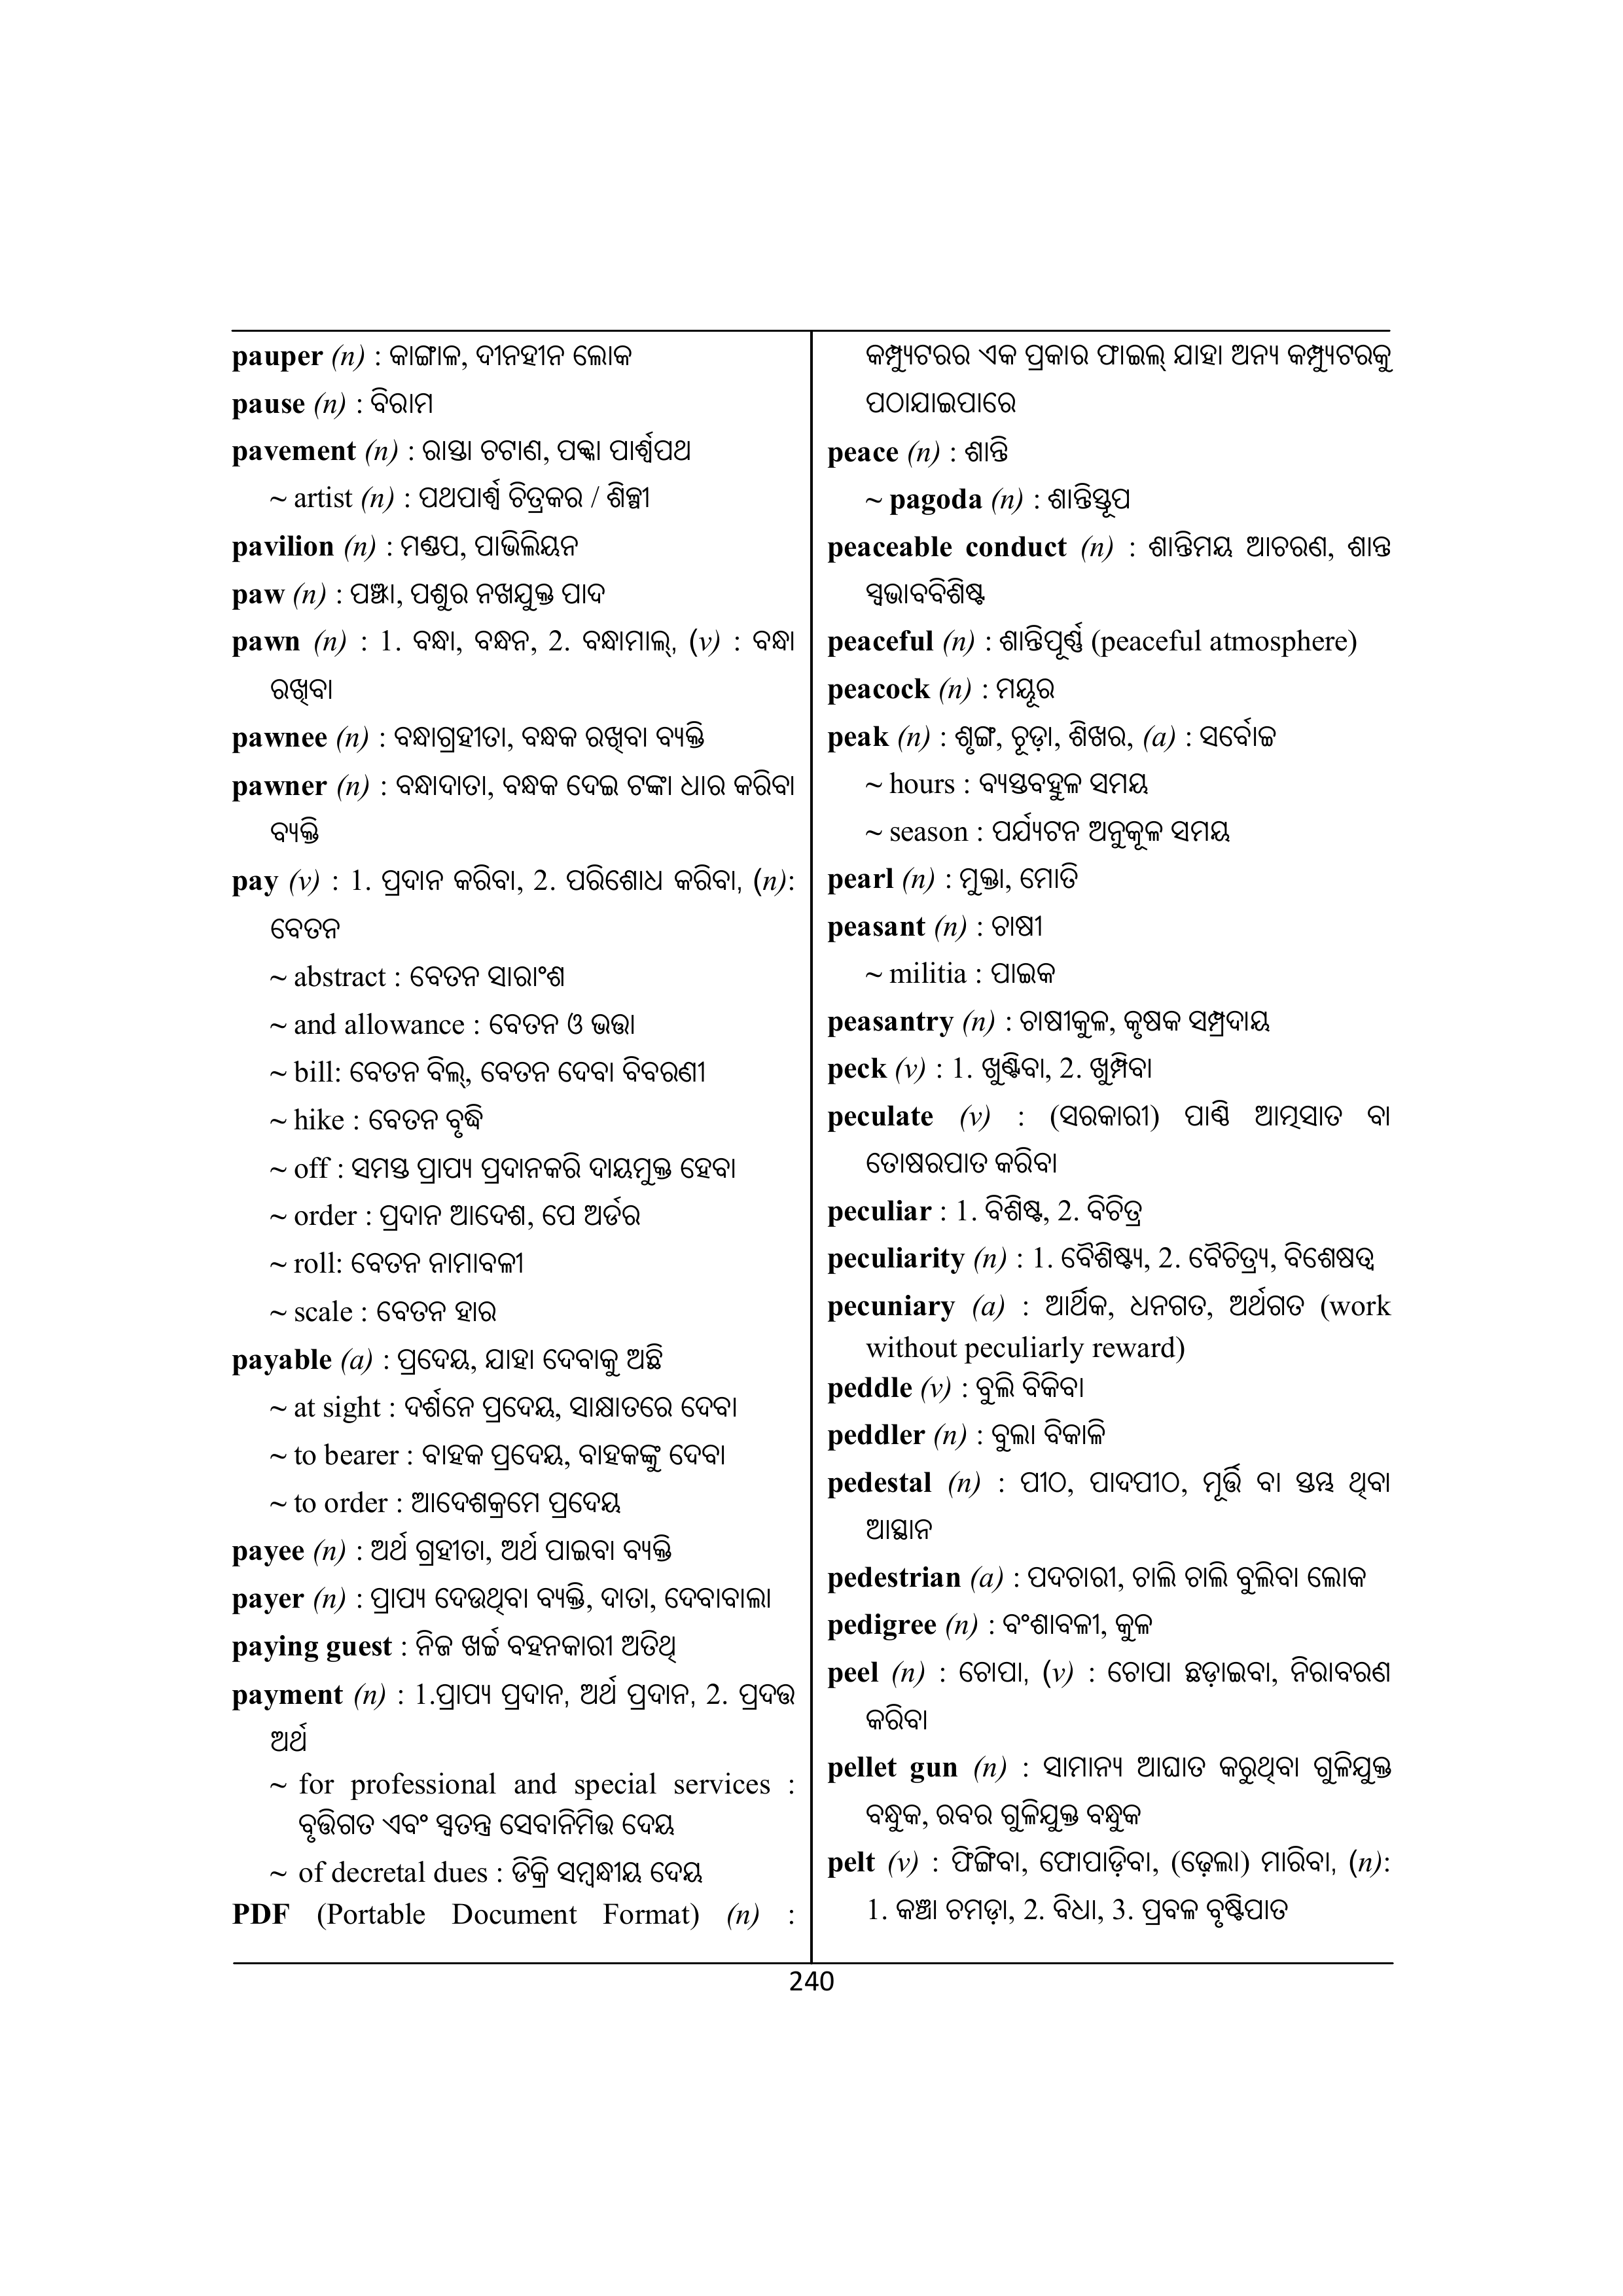 pauper (n) : କାଙ୍ଗାଳ, ଦୀନହୀନ ଲୋକ
pause (n) : ବିରାମ
pavement (n) : ରାସ୍ତା ଚଟାଣ, ପକ୍କା ପାର୍ଶ୍ୱପଥ
~ artist (n) : ପଥପାର୍ଶ୍ୱ ଚିତ୍ରକର / ଶିଳ୍ପୀ
pavilion (n) : ମଣ୍ଡପ, ପାଭିଲିୟନ
paw (n) : ପଞ୍ଝା, ପଶୁର ନଖଯୁକ୍ତ ପାଦ
pawn (n) : 1. ବନ୍ଧା, ବନ୍ଧନ, 2. ବନ୍ଧାମାଲ୍, (v) : ବନ୍ଧା
ରଖିବା
pawnee (n) : ବନ୍ଧାଗ୍ରହୀତା, ବନ୍ଧକ ରଖିବା ବ୍ୟକ୍ତି
pawner (n) : ବନ୍ଧାଦାତା, ବନ୍ଧକ ଦେଇ ଟଙ୍କା ଧାର କରିବା
ବ୍ୟକ୍ତି
pay (v) : 1. ପ୍ରଦାନ କରିବା, 2. ପରିଶୋଧ କରିବା, (n):
ବେତନ
~ abstract : ବେତନ ସାରାଂଶ
~ and allowance : ବେତନ ଓ ଭତ୍ତା
~ bill: ବେତନ ବିଲ୍, ବେତନ ଦେବା ବିବରଣୀ
~ hike : ବେତନ ବୃଦ୍ଧି
~ off : ସମସ୍ତ ପ୍ରାପ୍ୟ ପ୍ରଦାନକରି ଦାୟମୁକ୍ତ ହେବା
~ order : ପ୍ରଦାନ ଆଦେଶ, ପେ ଅର୍ଡର
~ roll: ବେତନ ନାମାବଳୀ
~ scale : ବେତନ ହାର
payable (a) : ପ୍ରଦେୟ, ଯାହା ଦେବାକୁ ଅଛି
~ at sight : ଦର୍ଶନେ ପ୍ରଦେୟ, ସାକ୍ଷାତରେ ଦେବା
~ to bearer : ବାହକ ପ୍ରଦେୟ, ବାହକଙ୍କୁ ଦେବା
~ to order : ଆଦେଶକ୍ରମେ ପ୍ରଦେୟ
payee (n) : ଅର୍ଥ ଗ୍ରହୀତା, ଅର୍ଥ ପାଇବା ବ୍ୟକ୍ତି
payer (n) : ପ୍ରାପ୍ୟ ଦେଉଥିବା ବ୍ୟକ୍ତି, ଦାତା, ଦେବାବାଲା
paying guest : ନିଜ ଖର୍ଚ୍ଚ ବହନକାରୀ ଅତିଥି
payment (n) : 1.ପ୍ରାପ୍ୟ ପ୍ରଦାନ, ଅର୍ଥ ପ୍ରଦାନ, 2. ପ୍ରଦତ୍ତ
ଅର୍ଥ
~ for professional and special services :
ବୃତ୍ତିଗତ ଏବଂ ସ୍ୱତନ୍ତ୍ର ସେବାନିମିତ୍ତ ଦେୟ
~ of decretal dues : ଡିକ୍ରି ସମ୍ବନ୍ଧୀୟ ଦେୟ
PDF (Portable Document Format) (n) :
କମ୍ପ୍ୟୁଟରର ଏକ ପ୍ରକାର ଫାଇଲ୍ ଯାହା ଅନ୍ୟ କମ୍ପ୍ୟୁଟରକୁ
ପଠାଯାଇପାରେ
peace (n) : ଶାନ୍ତି
~ pagoda (n) : ଶାନ୍ତିସ୍ତୂପ
peaceable conduct (n) : ଶାନ୍ତିମୟ ଆଚରଣ, ଶାନ୍ତ
ସ୍ୱଭାବବିଶିଷ୍ଟ
peaceful (n) : ଶାନ୍ତିପୂର୍ଣ୍ଣ (peaceful atmosphere)
peacock (n) : ମୟୂର
peak (n) : ଶୃଙ୍ଗ, ଚୂଡ଼ା, ଶିଖର, (a) : ସର୍ବୋଚ୍ଚ
~ hours : ବ୍ୟସ୍ତବହୁଳ ସମୟ
~ season : ପର୍ଯ୍ୟଟନ ଅନୁକୂଳ ସମୟ
pearl (n) : ମୁକ୍ତା, ମୋତି
peasant (n) : ଚାଷୀ
~ militia : ପାଇକ
peasantry (n) : ଚାଷୀକୁଳ, କୃଷକ ସମ୍ପ୍ରଦାୟ
peck (v) : 1. ଖୁଣ୍ଟିବା, 2. ଖୁମ୍ପିବା
peculate (v) : (ସରକାରୀ) ପାଣ୍ଠି ଆତ୍ମସାତ ବା
ତୋଷରପାତ କରିବା
peculiar : 1. ବିଶିଷ୍ଟ, 2. ବିଚିତ୍ର
peculiarity (n) : 1. ବୈଶିଷ୍ଟ୍ୟ, 2. ବୈଚିତ୍ର୍ୟ, ବିଶେଷତ୍ୱ
pecuniary (a) : ଆର୍ଥିକ, ଧନଗତ, ଅର୍ଥଗତ (work
without peculiarly reward)
peddle (v) : ବୁଲି ବିକିବା
peddler (n) : ବୁଲା ବିକାଳି
pedestal (n) : ପୀଠ, ପାଦପୀଠ, ମୂର୍ତ୍ତି ବା ସ୍ତମ୍ଭ ଥିବା
ଆସ୍ଥାନ
pedestrian (a) : ପଦଚାରୀ, ଚାଲି ଚାଲି ବୁଲିବା ଲୋକ
pedigree (n) : ବଂଶାବଳୀ, କୁଳ
peel (n) : ଚୋପା, (v) : ଚୋପା ଛଡ଼ାଇବା, ନିରାବରଣ
କରିବା
pellet gun (n) : ସାମାନ୍ୟ ଆଘାତ କରୁଥିବା ଗୁଳିଯୁକ୍ତ
ବନ୍ଧୁକ, ରବର ଗୁଳିଯୁକ୍ତ ବନ୍ଧୁକ
pelt (v) : ଫିଙ୍ଗିବା, ଫୋପାଡ଼ିବା, (ଢ଼େଲା) ମାରିବା, (n):
1. କଞ୍ଚା ଚମଡ଼ା, 2. ବିଧା, 3. ପ୍ରବଳ ବୃଷ୍ଟିପାତ
240